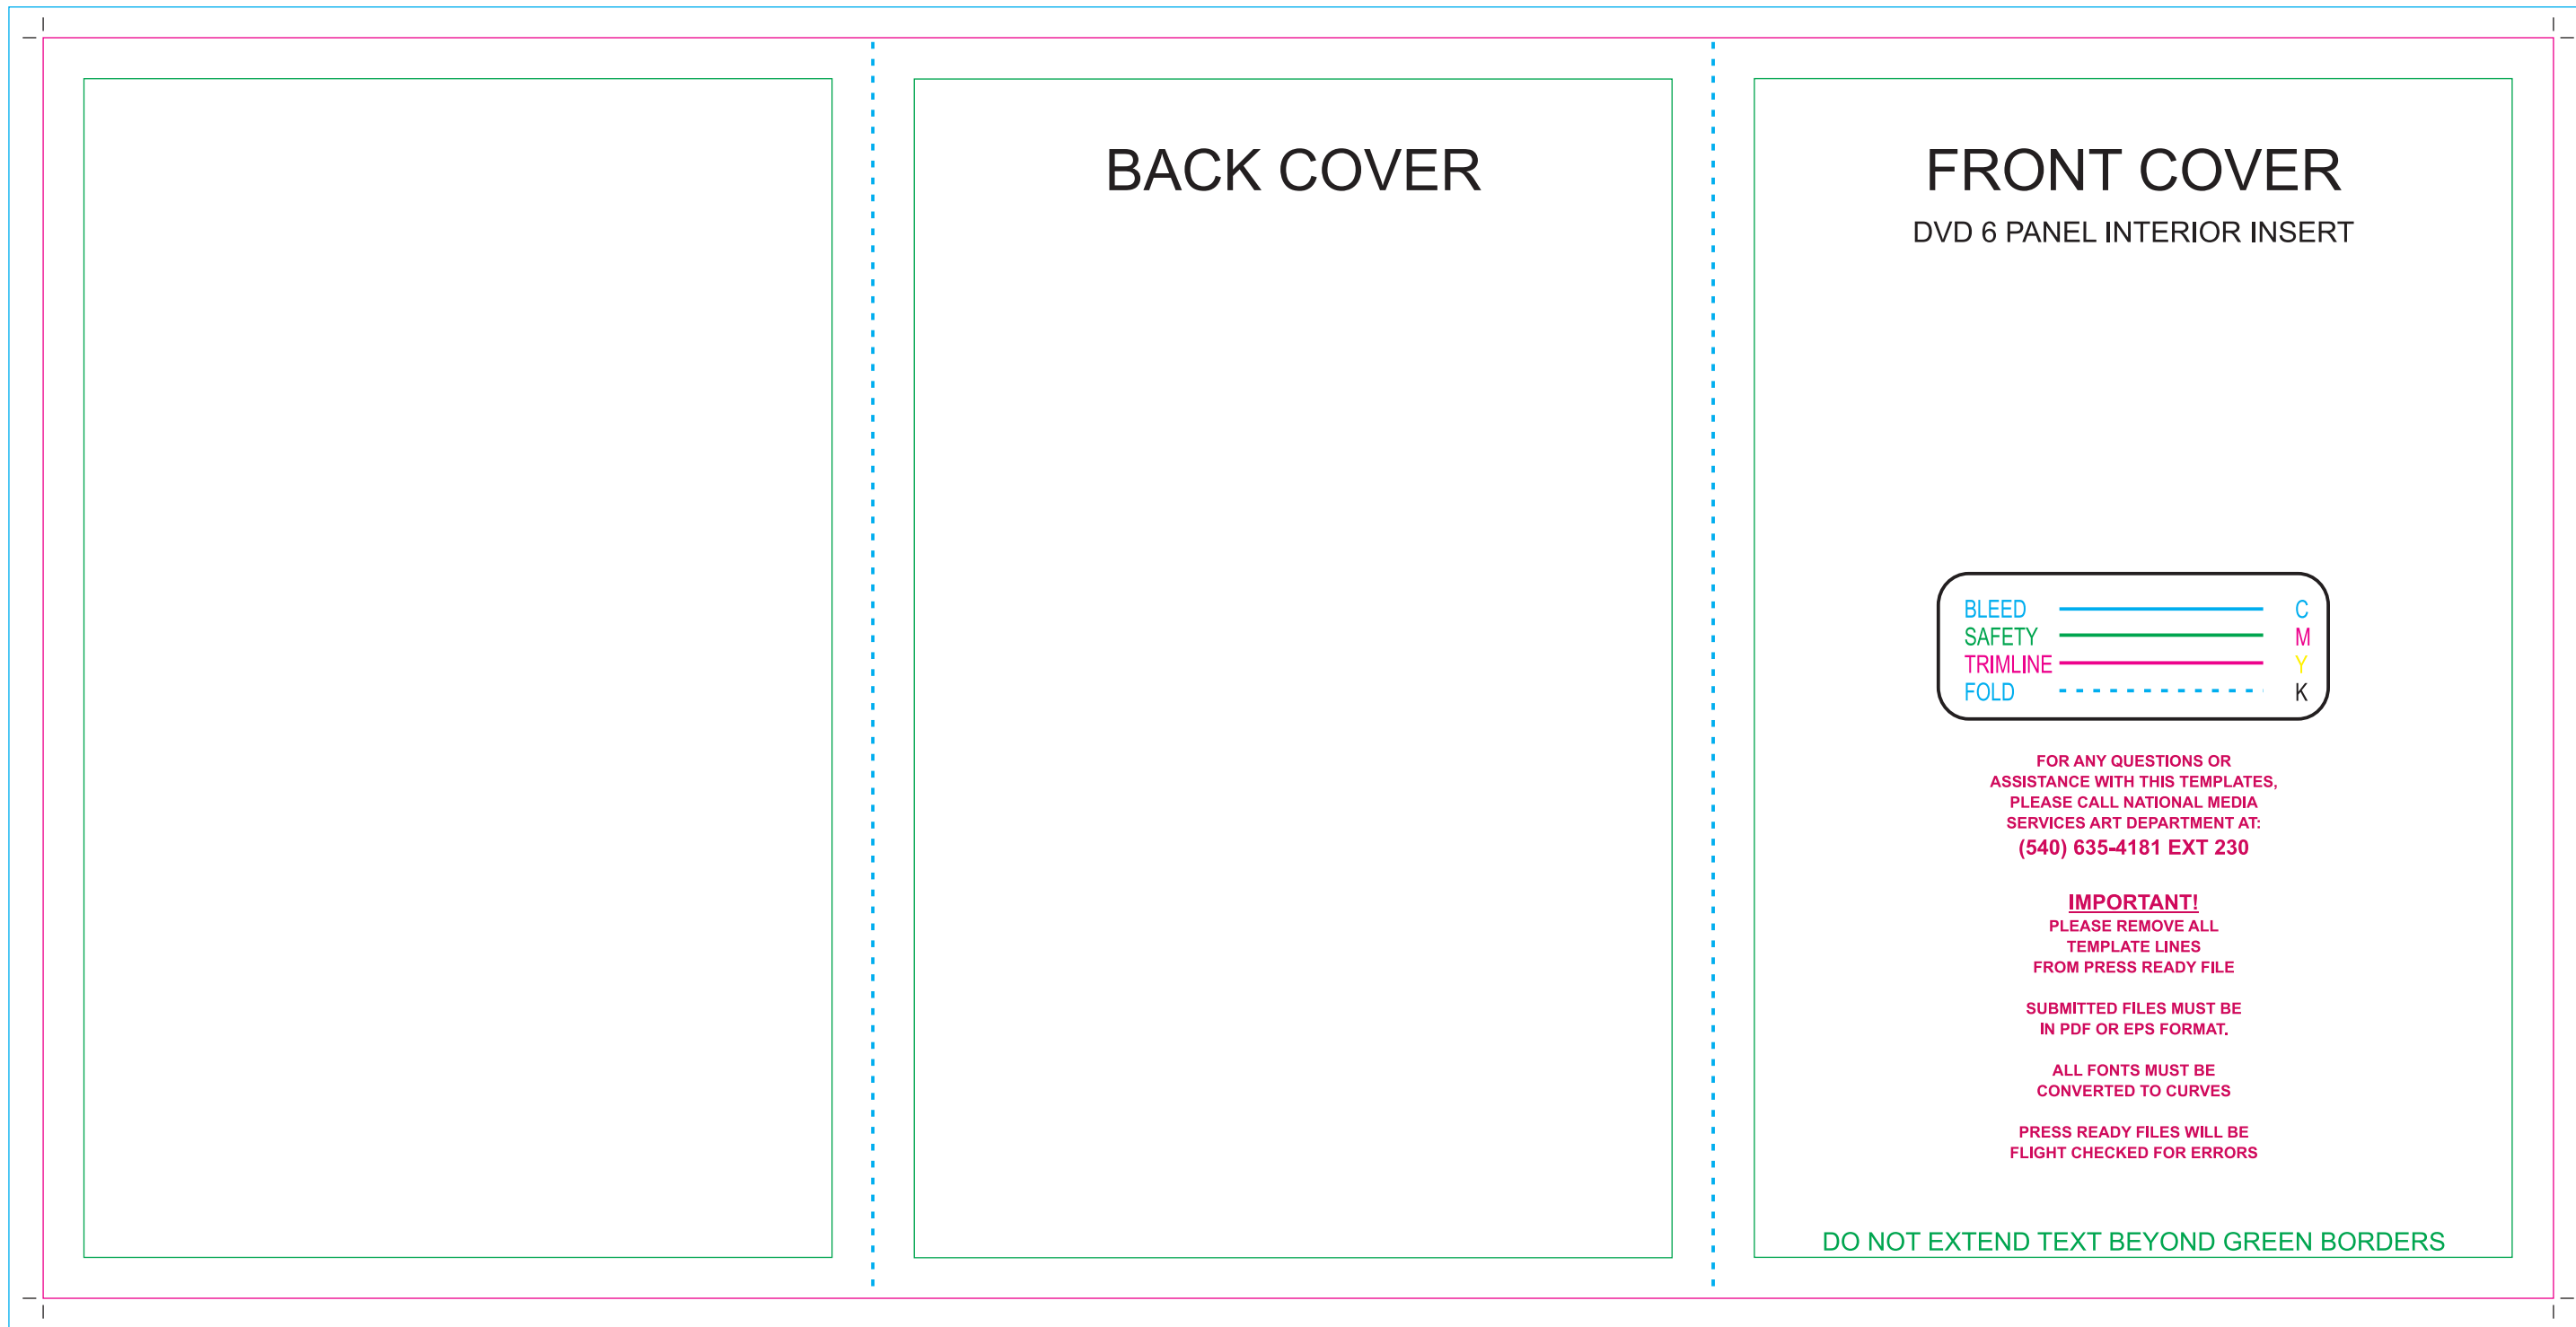 BACK COVER
FRONT COVER
DVD 6 PANEL INTERIOR INSERT
BLEED C
SAFETY M
TRIMLINE Y
FOLD K
FOR ANY QUESTIONS OR
ASSISTANCE WITH THIS TEMPLATES,
PLEASE CALL NATIONAL MEDIA
SERVICES ART DEPARTMENT AT:
(540) 635-4181 EXT 230
IMPORTANT!
PLEASE REMOVE ALL
TEMPLATE LINES
FROM PRESS READY FILE
SUBMITTED FILES MUST BE
IN PDF OR EPS FORMAT.
ALL FONTS MUST BE
CONVERTED TO CURVES
PRESS READY FILES WILL BE
FLIGHT CHECKED FOR ERRORS
DO NOT EXTEND TEXT BEYOND GREEN BORDERS